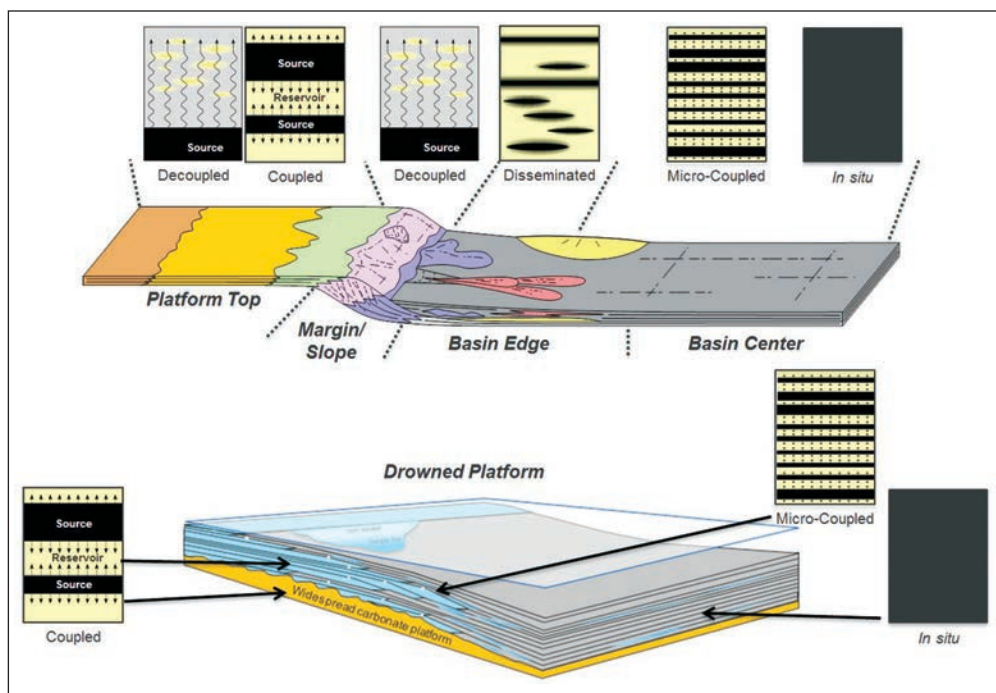 Source
Reservoir
Source
Source
Source
Decoupled
Coupled
Decoupled
Disseminated
Micro-Coupled
In situ
Platform Top
Margin/
Slope
Basin Edge
Basin Center
Drowned Platform
Source
Reservoir
Source
Coupled
Widespread carbonate platform
Micro-Coupled
In situ